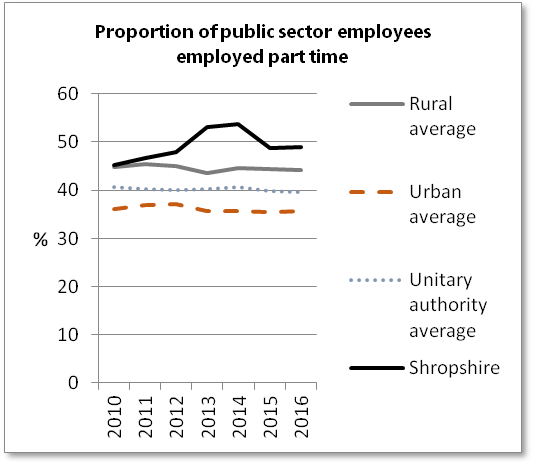 Proportion of public sector employees
employed part time
60
50
40
30
20
10
0
%
2010
2011
2012
2013
2014
2015
2016
Rural
average
Urban
average
Unitary
authority
average
Shropshire